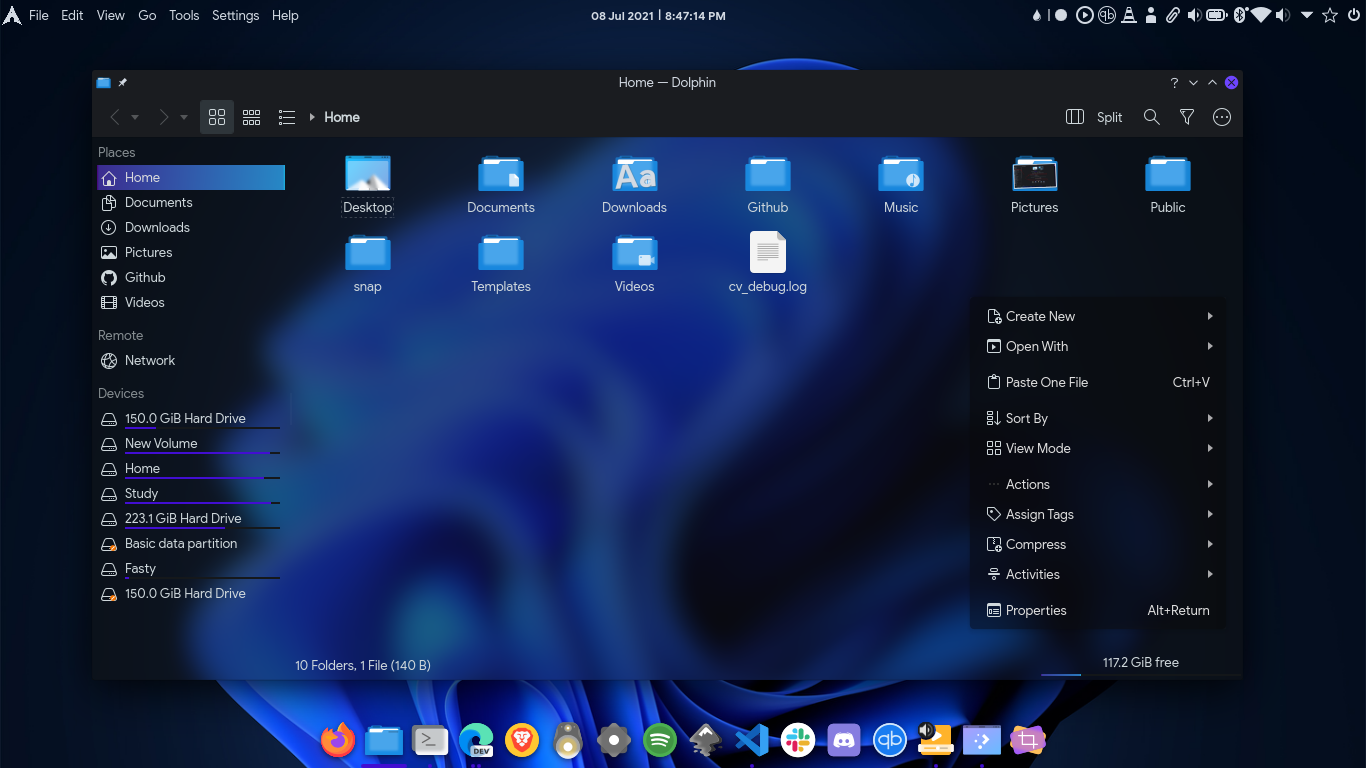 File Edit View Go Tools Settings Help
08 Jul 2021 | 8:47:14 PM
Home — Dolphin
Home
Split
Places
Home
Documents
Downloads
Pictures
Github
Videos
Remote
Network
Devices
150.0 GiB Hard Drive
New Volume
Home
Study
223.1 GiB Hard Drive
Basic data partition
Fasty
150.0 GiB Hard Drive
Aa
Desktop Documents Downloads Github Music Pictures Public
snap Templates Videos cv_debug.log
Create New
Open With
Paste One File Ctrl+V
Sort By
View Mode
Actions
Assign Tags
Compress
Activities
Properties Alt+Return
10 Folders, 1 File (140 B)
117.2 GiB free
DEV
qb